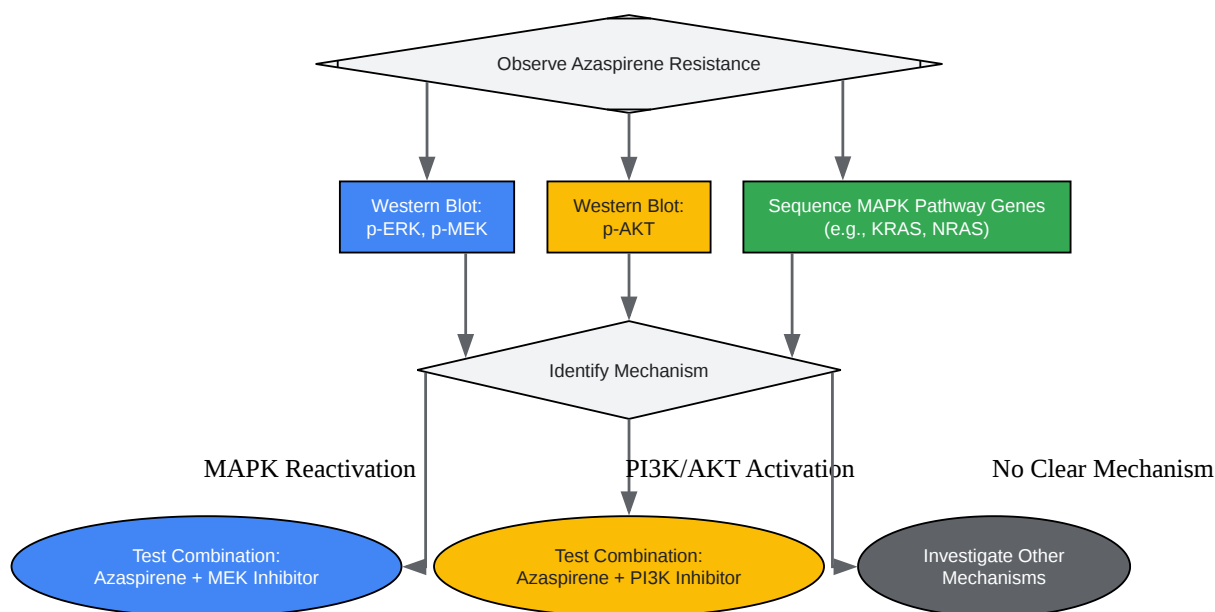 Observe Azaspirene Resistance
Western Blot:
p-ERK, p-MEK
Western Blot:
p-AKT
Sequence MAPK Pathway Genes
(e.g., KRAS, NRAS)
Identify Mechanism
MAPK Reactivation
PI3K/AKT Activation
No Clear Mechanism
Test Combination:
Azaspirene + MEK Inhibitor
Test Combination:
Azaspirene + PI3K Inhibitor
Investigate Other
Mechanisms